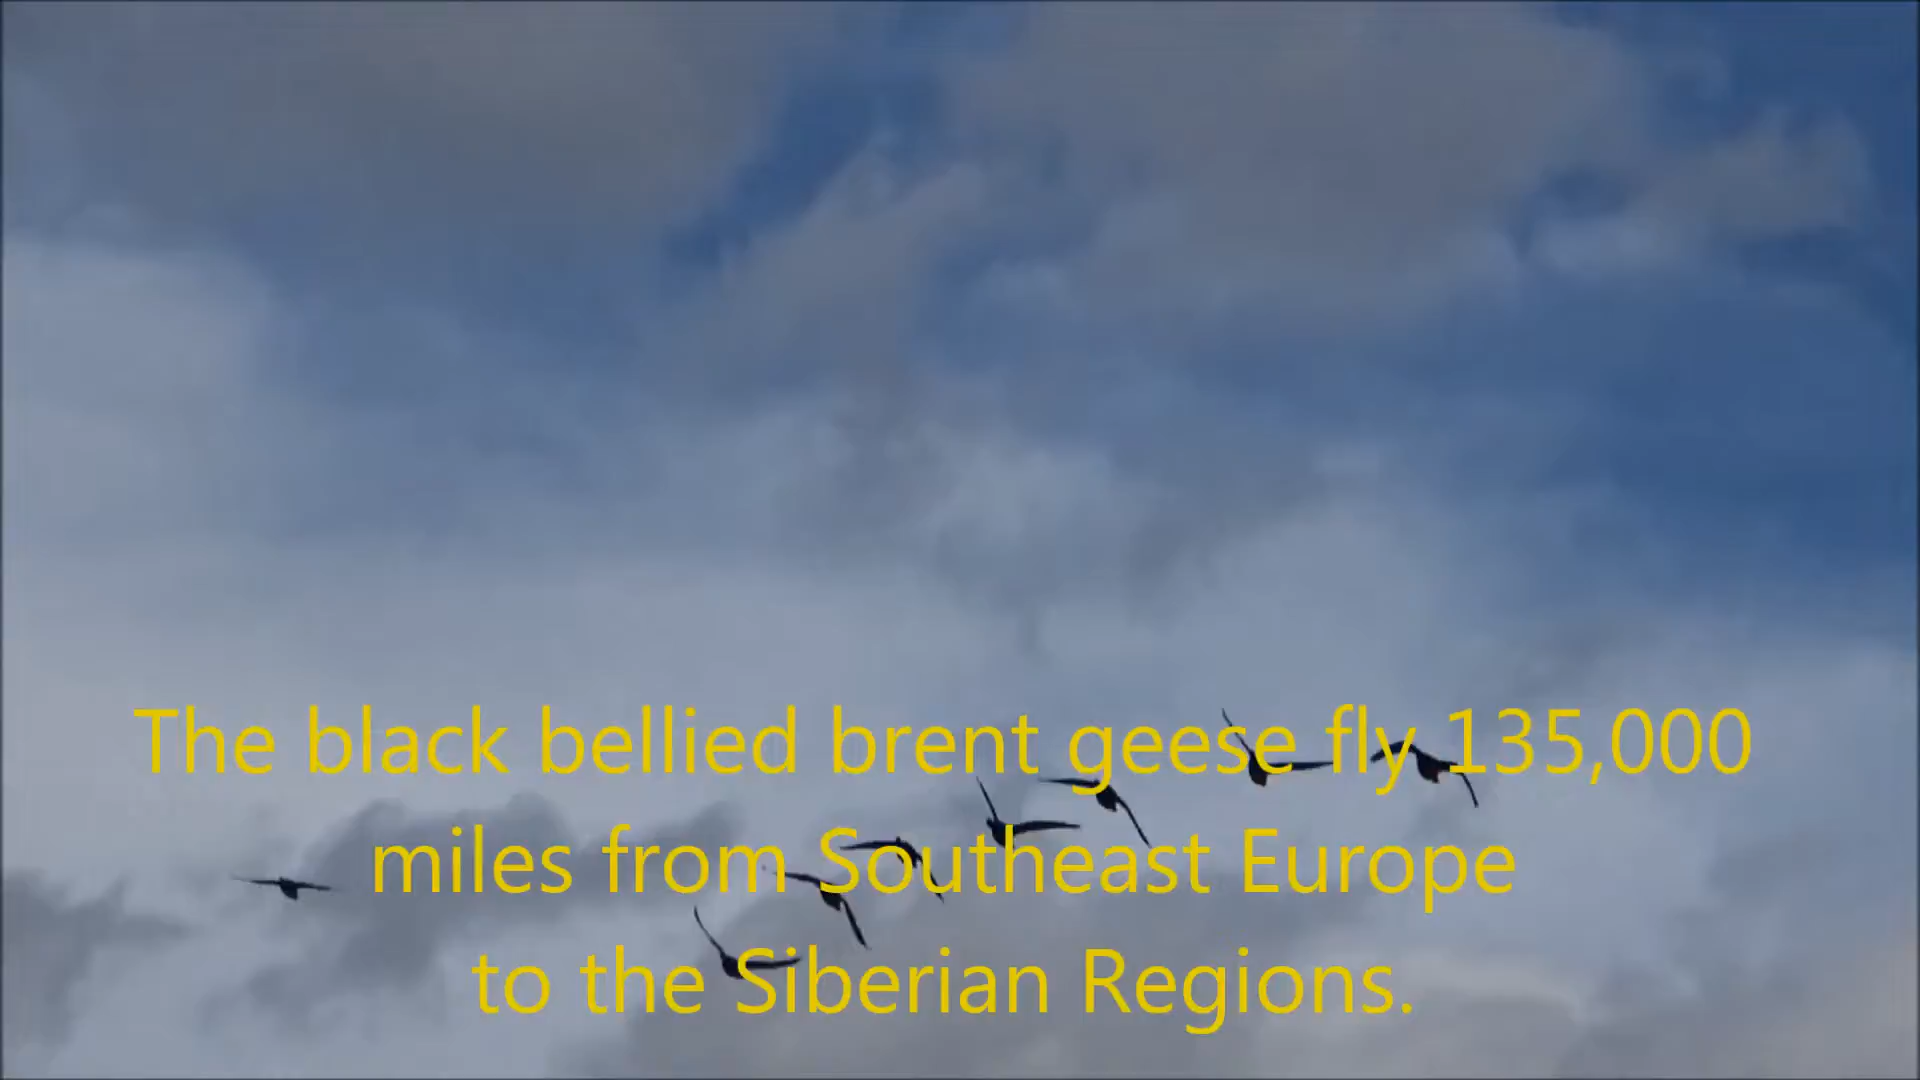 The black bellied brent geese fly 135,000
miles from Southeast Europe
to the Siberian Regions.